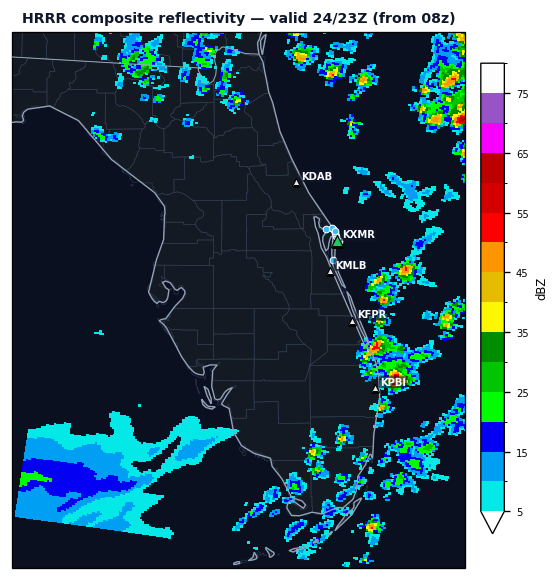 HRRR composite reflectivity — valid 24/23Z (from 08z)
KDAB
KXMR
KMLB
KFPR
KPBI
75
65
55
45
35
25
15
5
dBZ